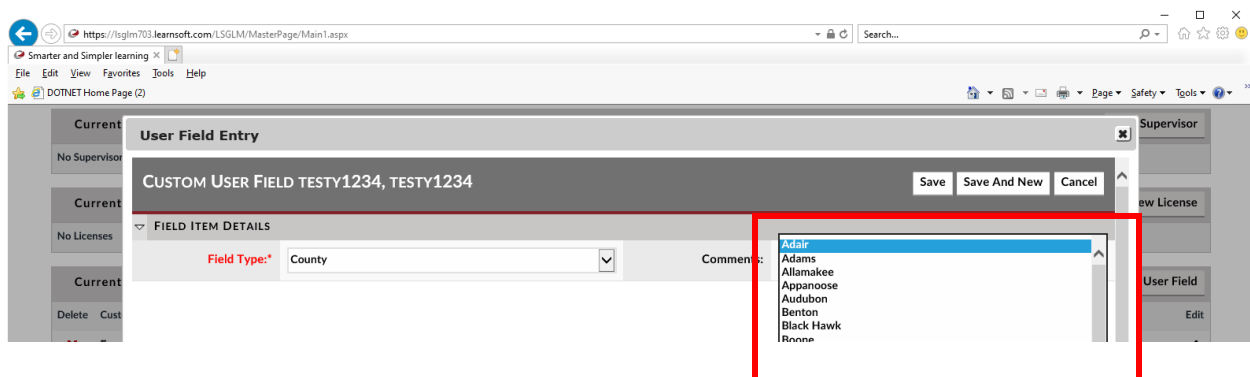 https://lsglm703.learnsoft.com/LSGLM/MasterPage/Main1.aspx
Search...
Smarter and Simpler learning
File Edit View Favorites Tools Help
DOTNET Home Page (2)
Page Safety Tools
Current
User Field Entry
Supervisor
No Supervisor
CUSTOM USER FIELD TESTY1234, TESTY1234
Save
Save And New
Cancel
Current
ew License
FIELD ITEM DETAILS
No Licenses
Field Type:*
County
Comments:
Adair
Adams
Allamakee
Appanoose
Audubon
Benton
Black Hawk
Boone
Current
User Field
Delete Cust
Edit